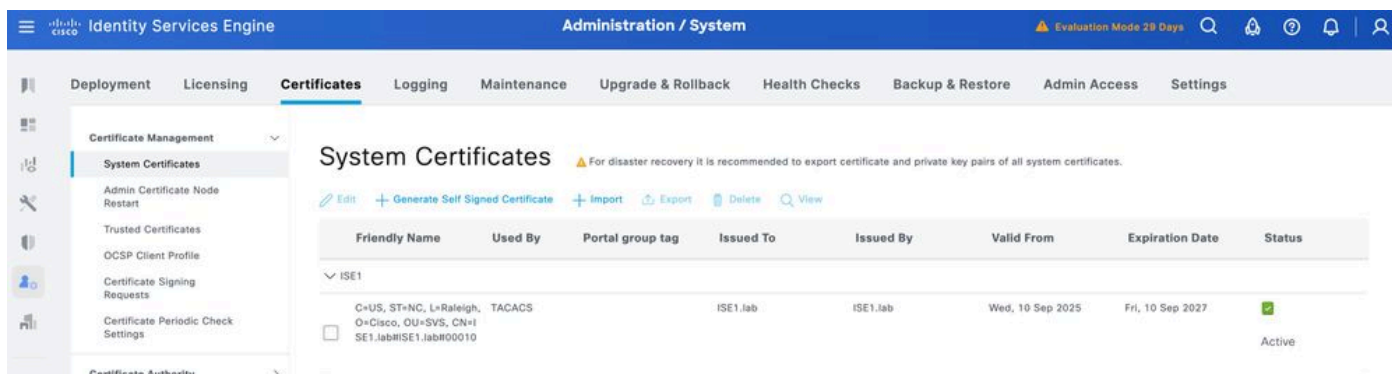 CISCO Identity Services Engine
Administration / System
Evaluation Mode 29 Days
Deployment Licensing Certificates Logging Maintenance Upgrade & Rollback Health Checks Backup & Restore Admin Access Settings
Certificate Management
System Certificates
Admin Certificate Node
Restart
Trusted Certificates
OCSP Client Profile
Certificate Signing
Requests
Certificate Periodic Check
Settings
Certificate Authority
System Certificates
For disaster recovery it is recommended to export certificate and private key pairs of all system certificates.
Edit Generate Self Signed Certificate Import Export Delete View
Friendly Name Used By Portal group tag Issued To Issued By Valid From Expiration Date Status
ISE1
C=US, ST=NC, L=Raleigh, TACACS ISE1.lab ISE1.lab Wed, 10 Sep 2025 Fri, 10 Sep 2027
O=Cisco, OU=SVS, CN=I
SE1.lab#ISE1.lab#00010
Active